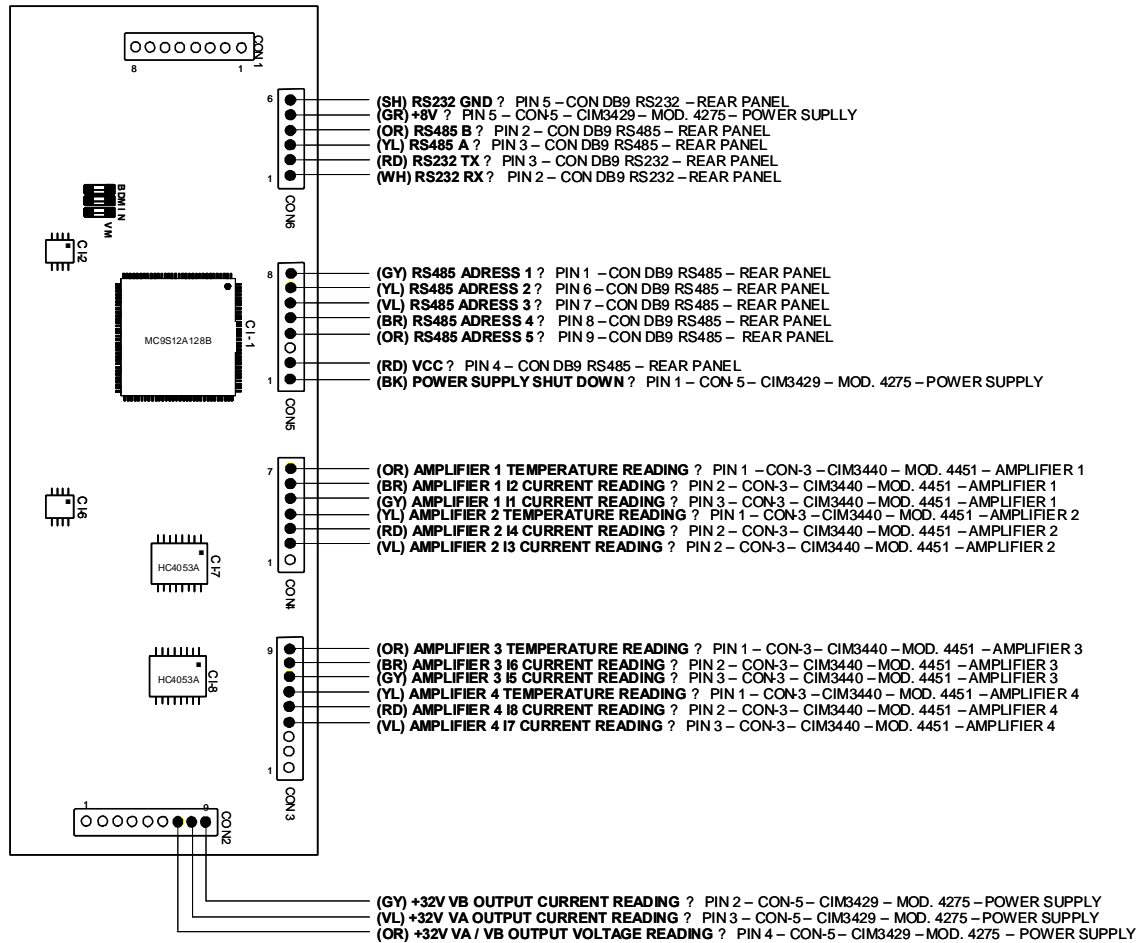 CON1
8 1
6
(SH) RS232 GND ? PIN 5 – CON DB9 RS232 – REAR PANEL
(GR) +8V ? PIN 5 – CON-5 – CIM3429 – MOD. 4275 – POWER SUPLLY
(OR) RS485 B ? PIN 2 – CON DB9 RS485 – REAR PANEL
(YL) RS485 A ? PIN 3 – CON DB9 RS485 – REAR PANEL
(RD) RS232 TX ? PIN 3 – CON DB9 RS232 – REAR PANEL
(WH) RS232 RX ? PIN 2 – CON DB9 RS232 – REAR PANEL
1
CON6
BDMIN
VM
CI-2
8
(GY) RS485 ADRESS 1 ? PIN 1 – CON DB9 RS485 – REAR PANEL
(YL) RS485 ADRESS 2 ? PIN 6 – CON DB9 RS485 – REAR PANEL
(VL) RS485 ADRESS 3 ? PIN 7 – CON DB9 RS485 – REAR PANEL
(BR) RS485 ADRESS 4 ? PIN 8 – CON DB9 RS485 – REAR PANEL
(OR) RS485 ADRESS 5 ? PIN 9 – CON DB9 RS485 – REAR PANEL
(RD) VCC ? PIN 4 – CON DB9 RS485 – REAR PANEL
(BK) POWER SUPPLY SHUT DOWN ? PIN 1 – CON-5 – CIM3429 – MOD. 4275 – POWER SUPPLY
1
CON5
MC9S12A128B
CI-1
7
(OR) AMPLIFIER 1 TEMPERATURE READING ? PIN 1 – CON-3 – CIM3440 – MOD. 4451 – AMPLIFIER 1
(BR) AMPLIFIER 1 I2 CURRENT READING ? PIN 2 – CON-3 – CIM3440 – MOD. 4451 – AMPLIFIER 1
(GY) AMPLIFIER 1 I1 CURRENT READING ? PIN 3 – CON-3 – CIM3440 – MOD. 4451 – AMPLIFIER 1
(YL) AMPLIFIER 2 TEMPERATURE READING ? PIN 1 – CON-3 – CIM3440 – MOD. 4451 – AMPLIFIER 2
(RD) AMPLIFIER 2 I4 CURRENT READING ? PIN 2 – CON-3 – CIM3440 – MOD. 4451 – AMPLIFIER 2
(VL) AMPLIFIER 2 I3 CURRENT READING ? PIN 2 – CON-3 – CIM3440 – MOD. 4451 – AMPLIFIER 2
1
CON4
CI-6
HC4053A
CI-7
9
(OR) AMPLIFIER 3 TEMPERATURE READING ? PIN 1 – CON-3 – CIM3440 – MOD. 4451 – AMPLIFIER 3
(BR) AMPLIFIER 3 I6 CURRENT READING ? PIN 2 – CON-3 – CIM3440 – MOD. 4451 – AMPLIFIER 3
(GY) AMPLIFIER 3 I5 CURRENT READING ? PIN 3 – CON-3 – CIM3440 – MOD. 4451 – AMPLIFIER 3
(YL) AMPLIFIER 4 TEMPERATURE READING ? PIN 1 – CON-3 – CIM3440 – MOD. 4451 – AMPLIFIER 4
(RD) AMPLIFIER 4 I8 CURRENT READING ? PIN 2 – CON-3 – CIM3440 – MOD. 4451 – AMPLIFIER 4
(VL) AMPLIFIER 4 I7 CURRENT READING ? PIN 3 – CON-3 – CIM3440 – MOD. 4451 – AMPLIFIER 4
1
CON3
HC4053A
CI-8
1 9
CON2
(GY) +32V VB OUTPUT CURRENT READING ? PIN 2 – CON-5 – CIM3429 – MOD. 4275 – POWER SUPPLY
(VL) +32V VA OUTPUT CURRENT READING ? PIN 3 – CON-5 – CIM3429 – MOD. 4275 – POWER SUPPLY
(OR) +32V VA / VB OUTPUT VOLTAGE READING ? PIN 4 – CON-5 – CIM3429 – MOD. 4275 – POWER SUPPLY